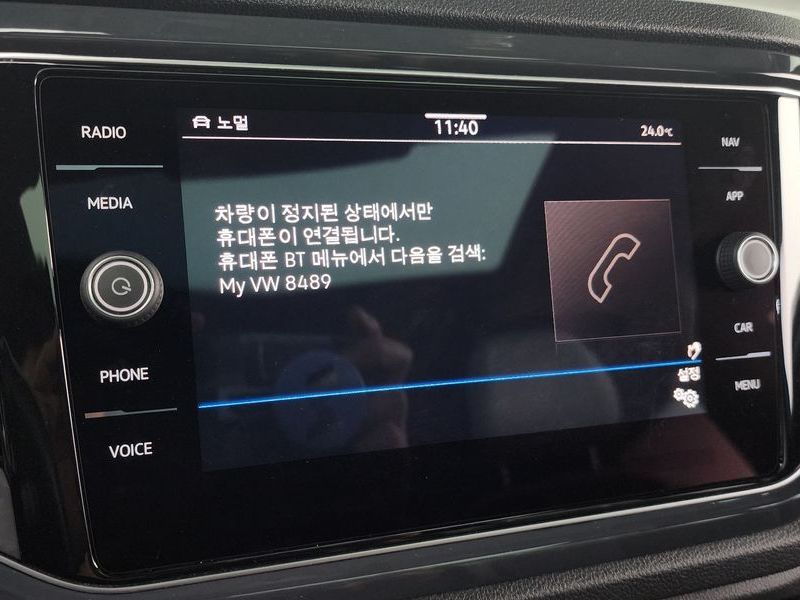 RADIO
MEDIA
PHONE
VOICE
노멀
11:40
24.0℃
차량이 정지된 상태에서만
휴대폰이 연결됩니다.
휴대폰 BT 메뉴에서 다음을 검색:
My VW 8489
설정
NAV
APP
CAR
MENU